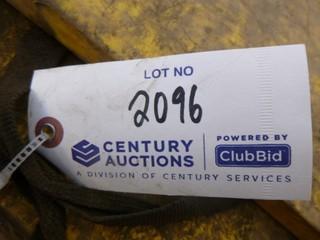 LOT NO
2096
CENTURY AUCTIONS
POWERED BY
ClubBid
A DIVISION OF CENTURY SERVICES